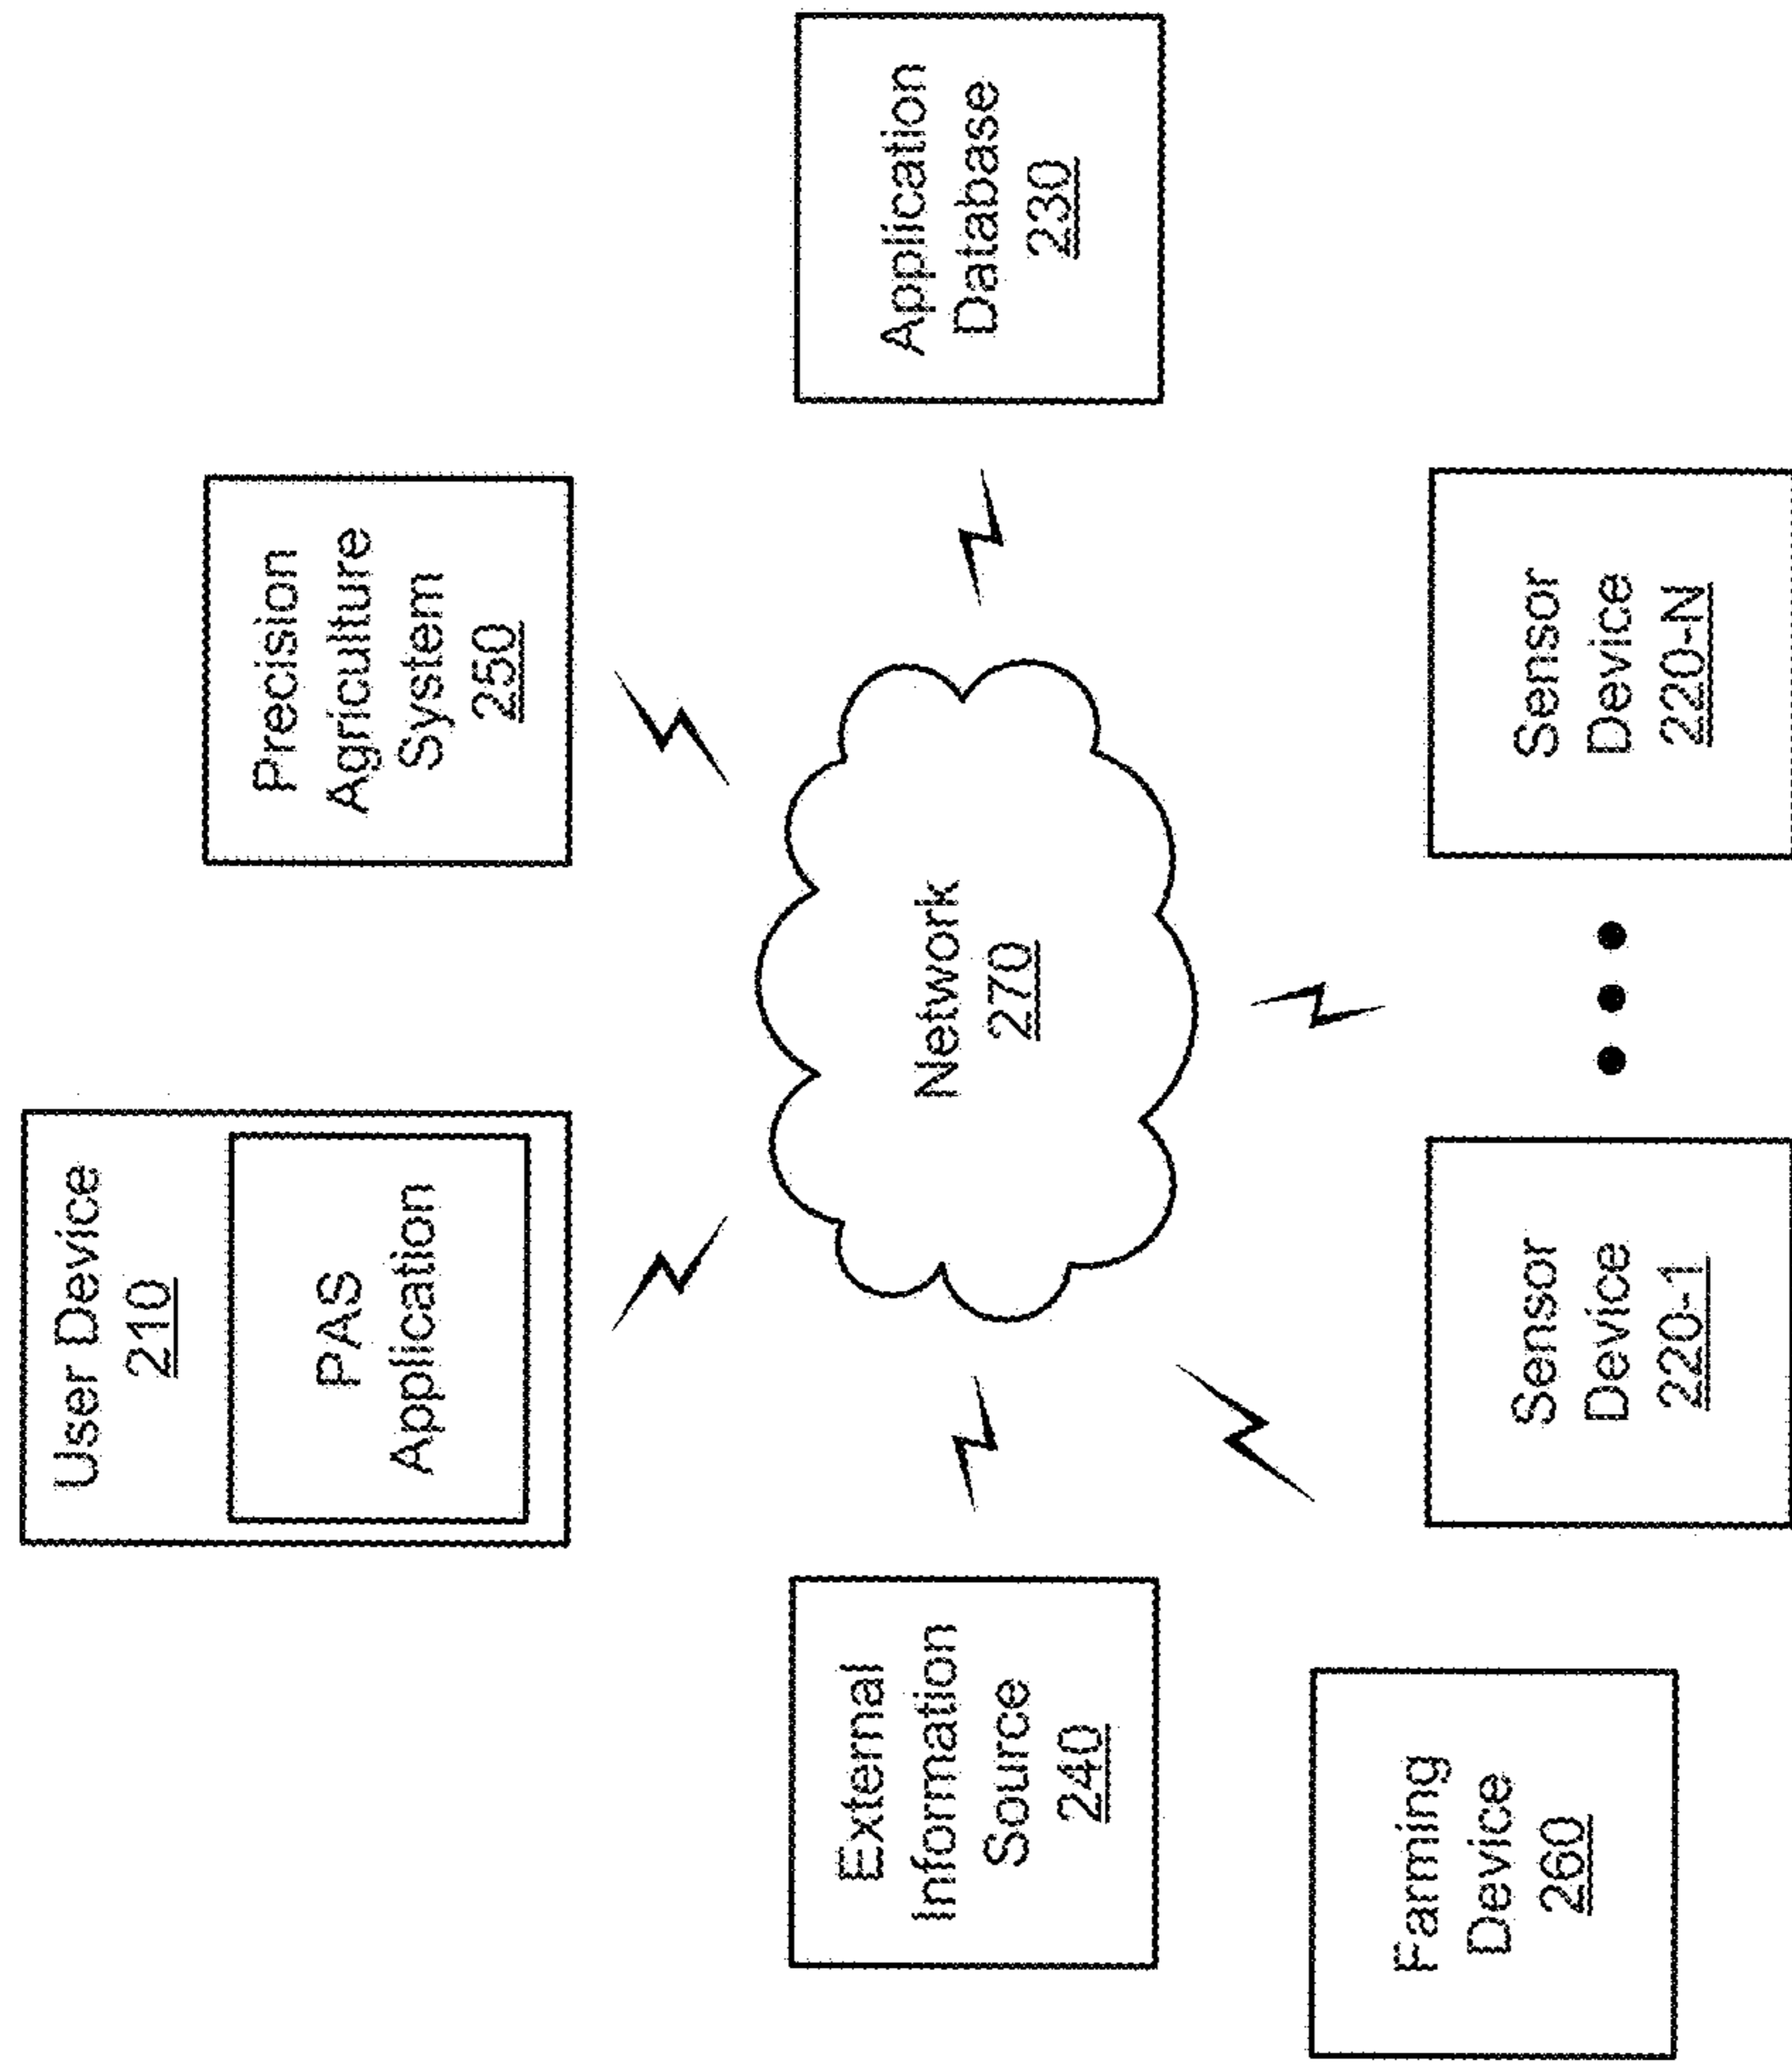 User Device
210
PAS
Application
Precision
Agriculture
System
250
External
Information
Source
240
Network
270
Application
Database
230
Farming
Device
260
Sensor
Device
220-1
Sensor
Device
220-N